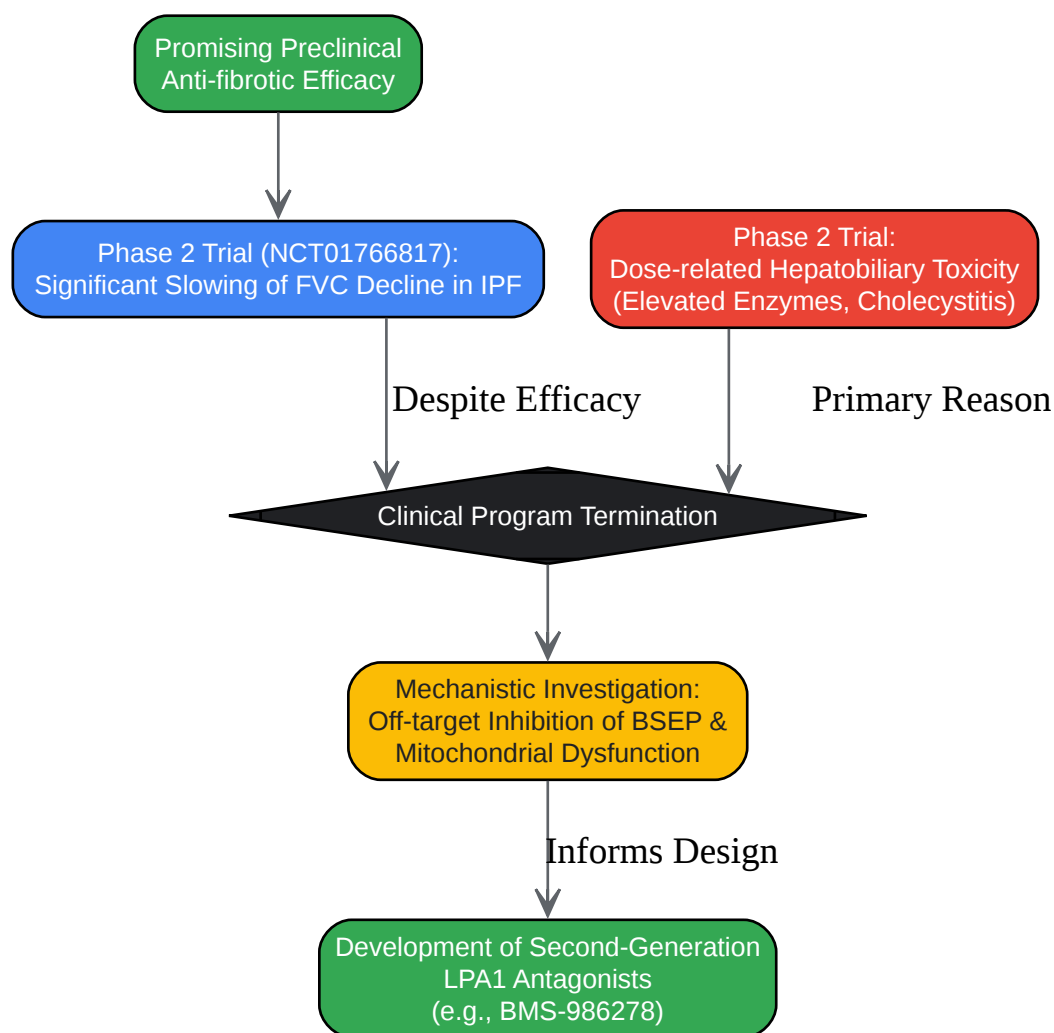 Promising Preclinical
Anti-fibrotic Efficacy
Phase 2 Trial (NCT01766817):
Significant Slowing of FVC Decline in IPF
Phase 2 Trial:
Dose-related Hepatobiliary Toxicity
(Elevated Enzymes, Cholecystitis)
Despite Efficacy
Primary Reason
Clinical Program Termination
Mechanistic Investigation:
Off-target Inhibition of BSEP &
Mitochondrial Dysfunction
Informs Design
Development of Second-Generation
LPA1 Antagonists
(e.g., BMS-986278)